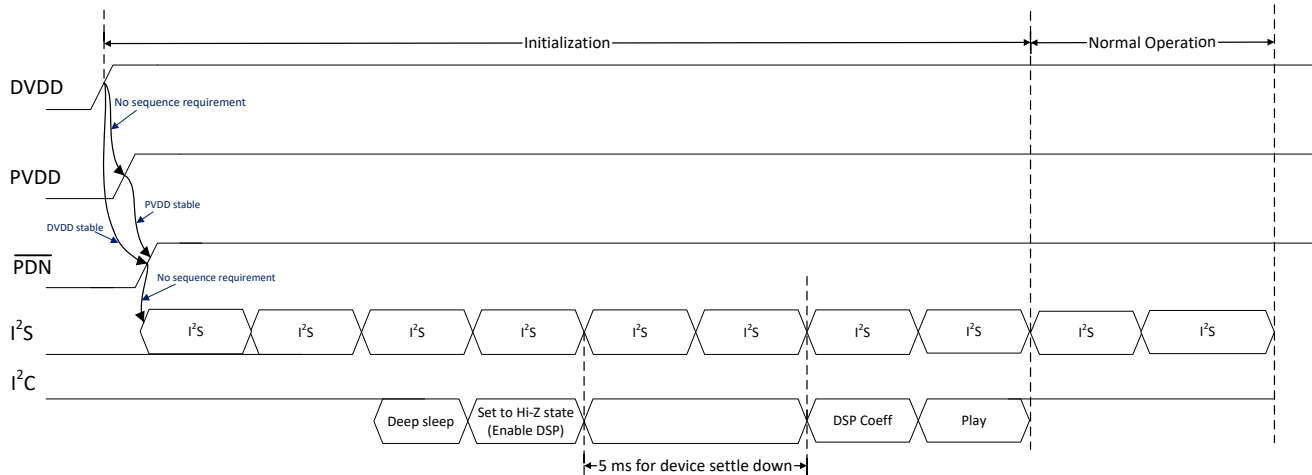 Initialization
Normal Operation
DVDD
No sequence requirement
PVDD
PVDD stable
DVDD stable
PDN
No sequence requirement
I²S
I²S I²S I²S I²S I²S I²S I²S I²S I²S I²S
I²C
Deep sleep
Set to Hi-Z state
(Enable DSP)
DSP Coeff
Play
5 ms for device settle down